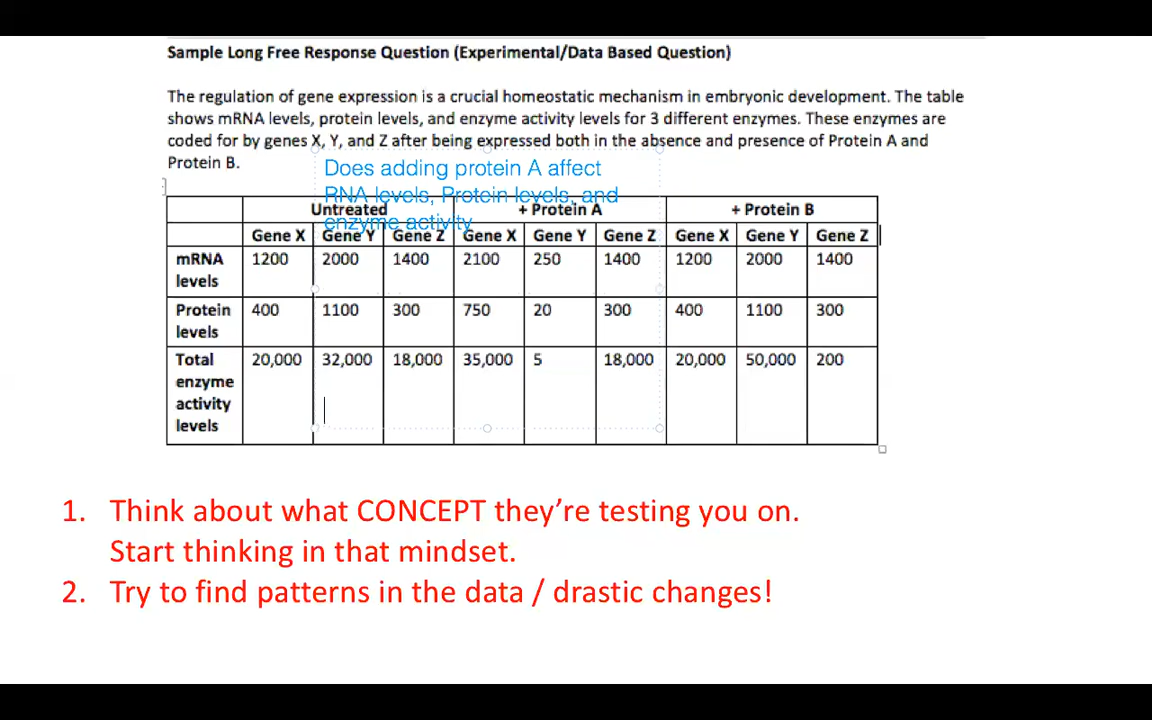 Sample Long Free Response Question (Experimental/Data Based Question)
The regulation of gene expression is a crucial homeostatic mechanism in embryonic development. The table
shows mRNA levels, protein levels, and enzyme activity levels for 3 different enzymes. These enzymes are
coded for by genes X, Y, and Z after being expressed both in the absence and presence of Protein A and
Protein B.
Does adding protein A affect
RNA levels, Protein levels, and
enzyme activity
Untreated + Protein A + Protein B
Gene X Gene Y Gene Z Gene X Gene Y Gene Z Gene X Gene Y Gene Z
mRNA 1200 2000 1400 2100 250 1400 1200 2000 1400
levels
Protein 400 1100 300 750 20 300 400 1100 300
levels
Total 20,000 32,000 18,000 35,000 5 18,000 20,000 50,000 200
enzyme
activity
levels
1. Think about what CONCEPT they’re testing you on.
Start thinking in that mindset.
2. Try to find patterns in the data / drastic changes!